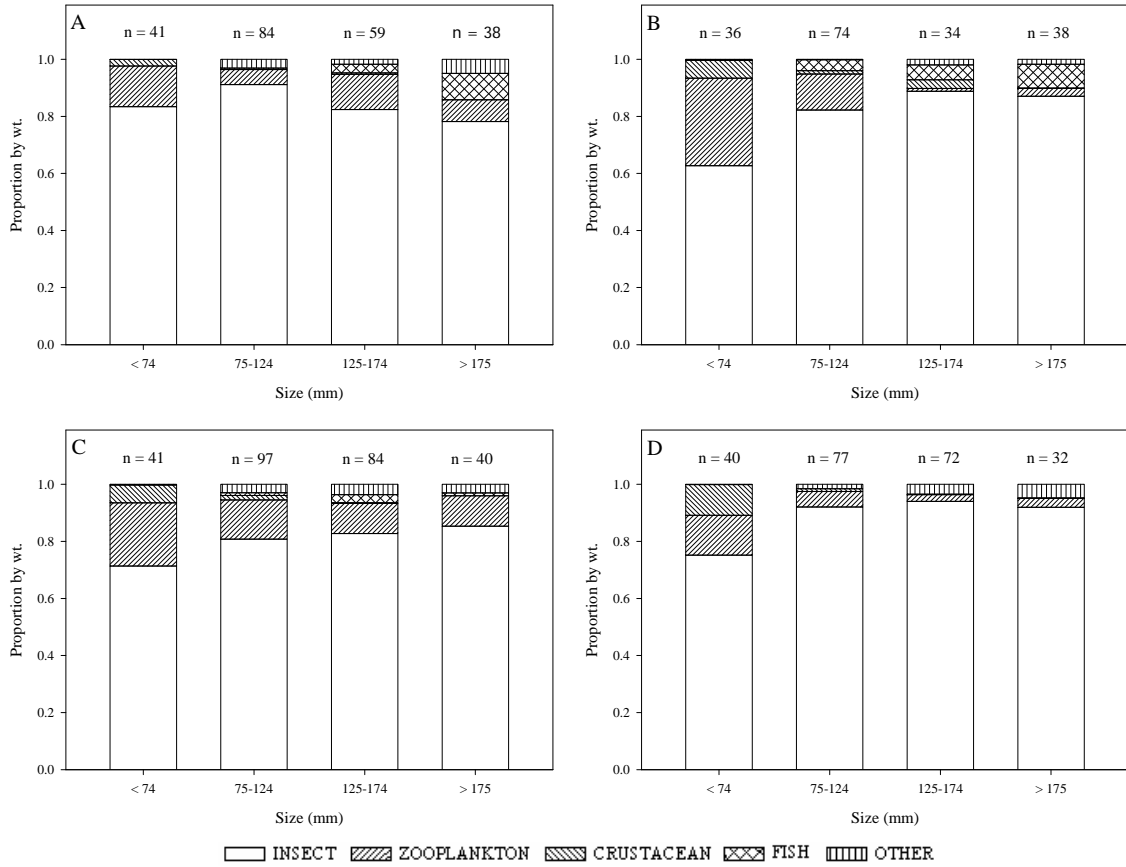 A
n = 41 n = 84 n = 59 n = 38
1.0
0.8
0.6
0.4
0.2
0.0
Proportion by wt.
< 74 75-124 125-174 > 175
Size (mm)
B
n = 36 n = 74 n = 34 n = 38
1.0
0.8
0.6
0.4
0.2
0.0
Proportion by wt.
< 74 75-124 125-174 > 175
Size (mm)
C
n = 41 n = 97 n = 84 n = 40
1.0
0.8
0.6
0.4
0.2
0.0
Proportion by wt.
< 74 75-124 125-174 > 175
Size (mm)
D
n = 40 n = 77 n = 72 n = 32
1.0
0.8
0.6
0.4
0.2
0.0
Proportion by wt.
< 74 75-124 125-174 > 175
Size (mm)
INSECT ZOOPLANKTON CRUSTACEAN FISH OTHER